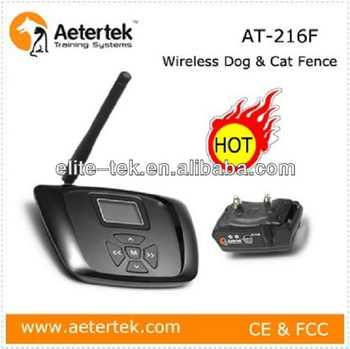 Aetertek
Training Systems
AT-216F
Wireless Dog & Cat Fence
HOT
elite-tek.en.alibaba.com
M
Aetertek
www.aetertek.com
CE & FCC